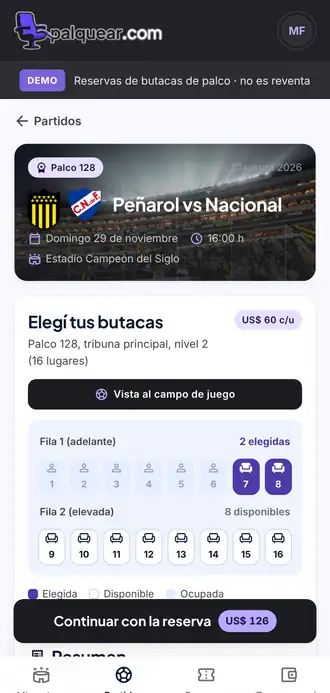 spalquear.com
MF
DEMO Reservas de butacas de palco · no es reventa
Partidos
Palco 128
2026
C.N. de F.
Peñarol vs Nacional
Domingo 29 de noviembre 16:00 h
Estadio Campeón del Siglo
Elegí tus butacas
US$ 60 c/u
Palco 128, tribuna principal, nivel 2
(16 lugares)
Vista al campo de juego
Fila 1 (adelante) 2 elegidas
1 2 3 4 5 6 7 8
Fila 2 (elevada) 8 disponibles
9 10 11 12 13 14 15 16
Elegida Disponible Ocupada
Continuar con la reserva US$ 126
Resumen